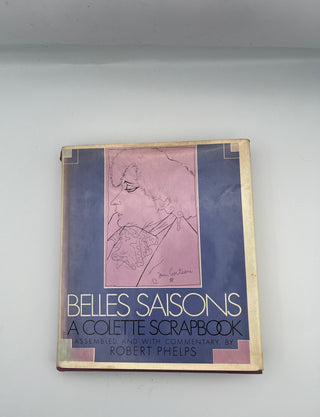 BELLES SAISONS
A COLETTE SCRAPBOOK
ASSEMBLED AND WITH COMMENTARY BY
ROBERT PHELPS